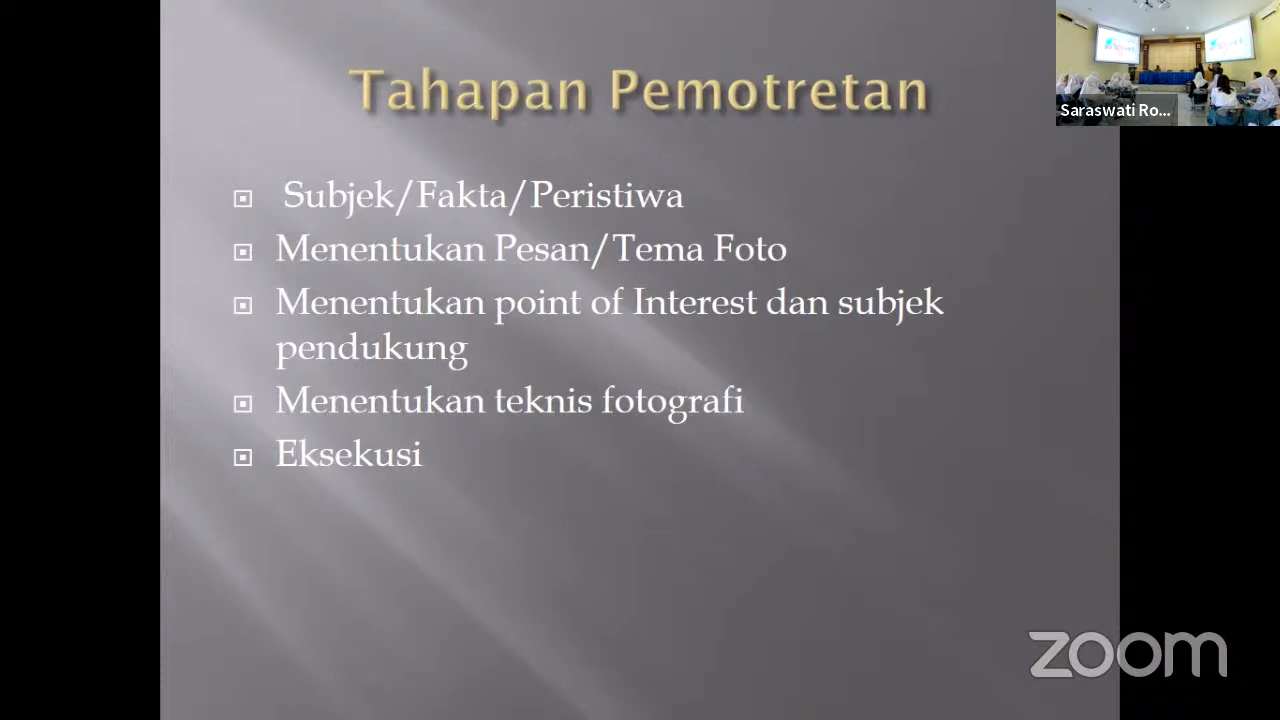 Tahapan Pemotretan
Saraswati Ro...
Subjek/Fakta/Peristiwa
Menentukan Pesan/Tema Foto
Menentukan point of Interest dan subjek
pendukung
Menentukan teknis fotografi
Eksekusi
zoom